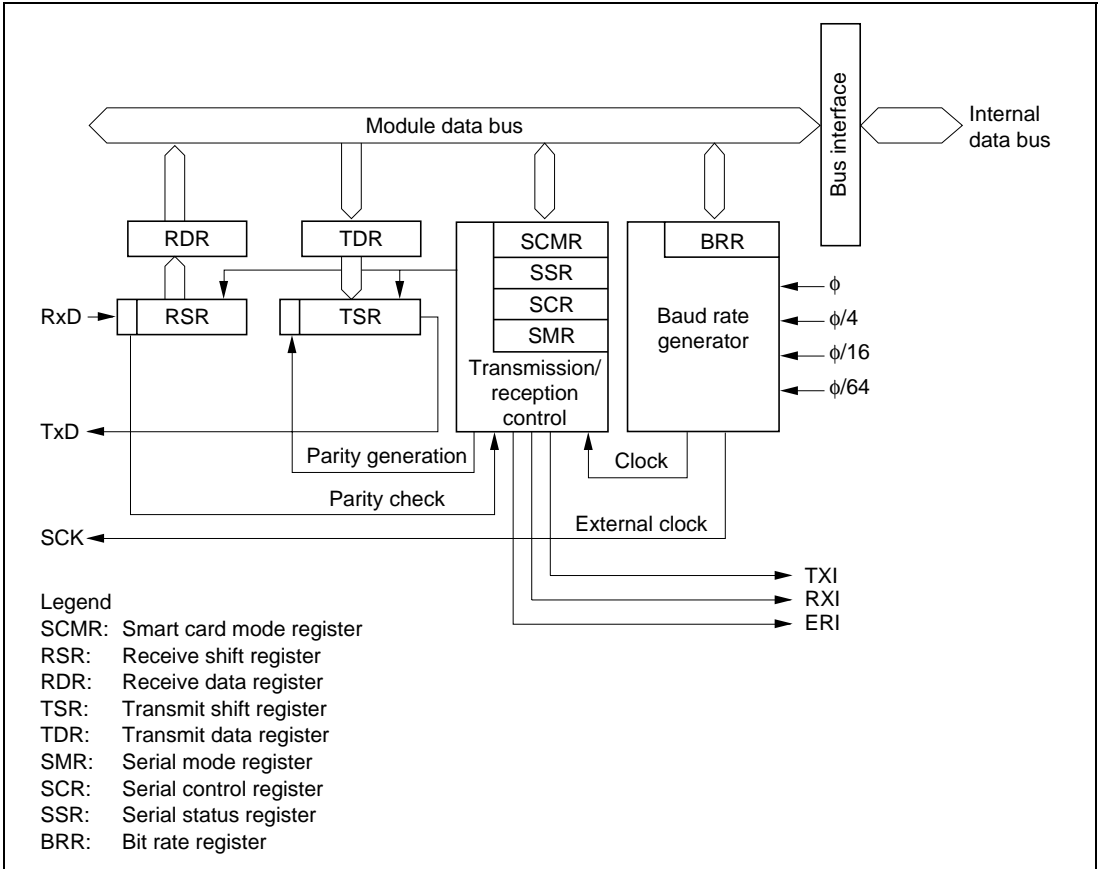 Module data bus
Bus interface
Internal
data bus
RDR
TDR
SCMR
SSR
SCR
SMR
Transmission/
reception
control
BRR
Baud rate
generator
ϕ
ϕ/4
ϕ/16
ϕ/64
RxD
RSR
TSR
TxD
Parity generation
Parity check
Clock
External clock
SCK
TXI
RXI
ERI
Legend
SCMR: Smart card mode register
RSR: Receive shift register
RDR: Receive data register
TSR: Transmit shift register
TDR: Transmit data register
SMR: Serial mode register
SCR: Serial control register
SSR: Serial status register
BRR: Bit rate register